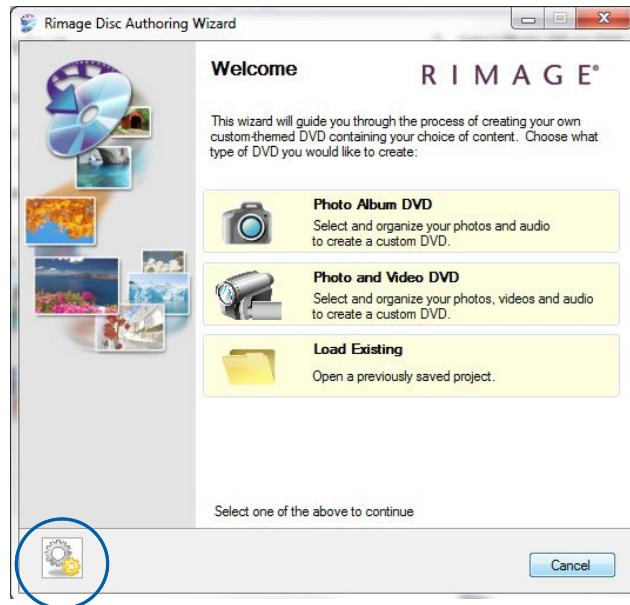 Rimage Disc Authoring Wizard
Welcome
RIMAGE®
This wizard will guide you through the process of creating your own
custom-themed DVD containing your choice of content. Choose what
type of DVD you would like to create:
Photo Album DVD
Select and organize your photos and audio
to create a custom DVD.
Photo and Video DVD
Select and organize your photos, videos and audio
to create a custom DVD.
Load Existing
Open a previously saved project.
Select one of the above to continue
Cancel